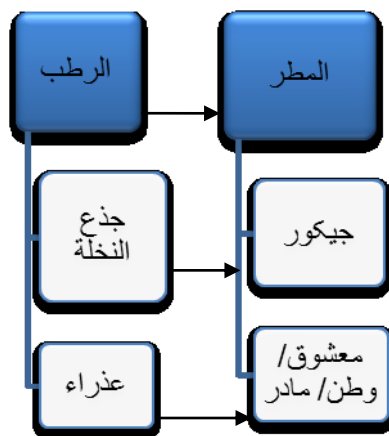 الرطب
المطر
جذع
النخلة
جيكور
عذراء
معشوق/
وطن/ مادر